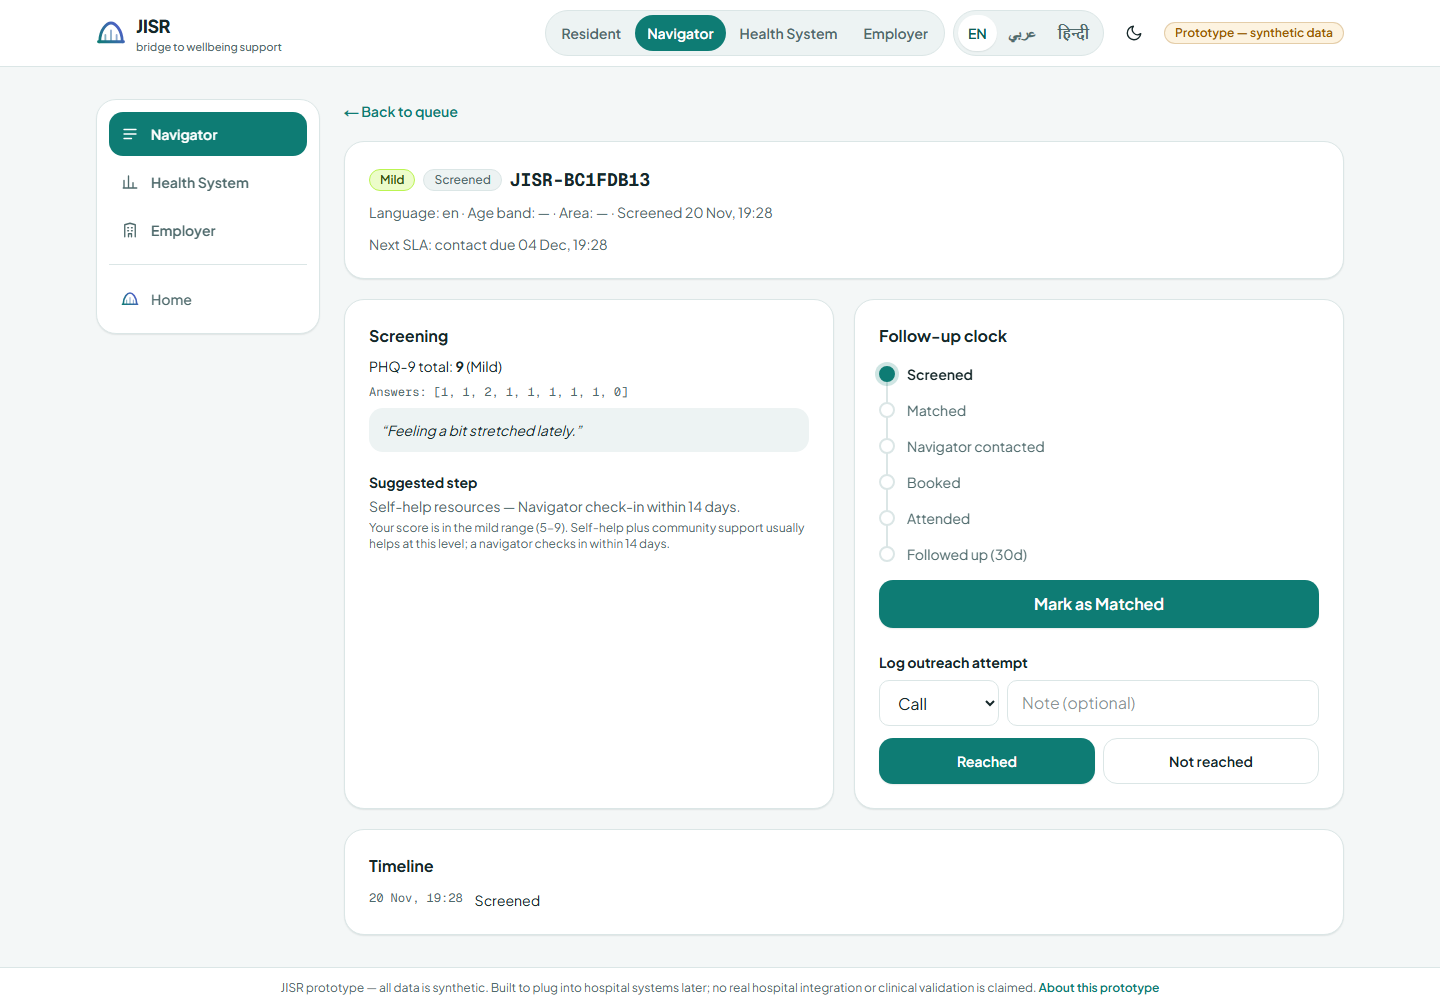 JISR
bridge to wellbeing support
Resident
Navigator
Health System
Employer
EN
عربي
हिन्दी
Prototype — synthetic data
Navigator
Health System
Employer
Home
← Back to queue
Mild
Screened
JISR-BC1FDB13
Language: en · Age band: — · Area: — · Screened 20 Nov, 19:28
Next SLA: contact due 04 Dec, 19:28
Screening
PHQ-9 total: 9 (Mild)
Answers: [1, 1, 2, 1, 1, 1, 1, 1, 0]
“Feeling a bit stretched lately.”
Suggested step
Self-help resources — Navigator check-in within 14 days.
Your score is in the mild range (5–9). Self-help plus community support usually
helps at this level; a navigator checks in within 14 days.
Follow-up clock
Screened
Matched
Navigator contacted
Booked
Attended
Followed up (30d)
Mark as Matched
Log outreach attempt
Call
Note (optional)
Reached
Not reached
Timeline
20 Nov, 19:28 Screened
JISR prototype — all data is synthetic. Built to plug into hospital systems later; no real hospital integration or clinical validation is claimed. About this prototype